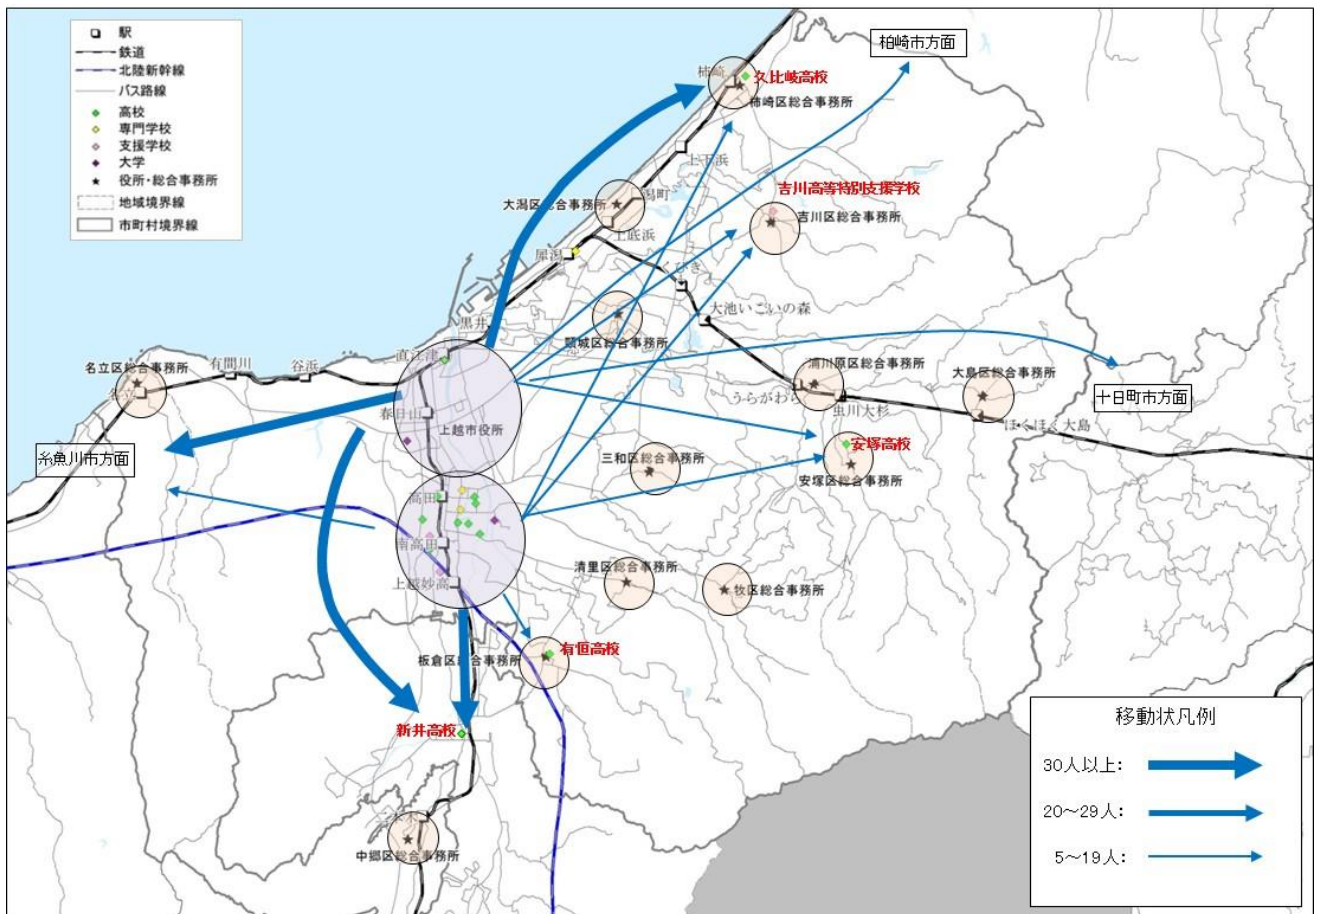 駅
鉄道
北陸新幹線
バス路線
高校
専門学校
支援学校
大学
役所・総合事務所
地域境界線
市町村境界線
柏崎市方面
柿崎
久比岐高校
柿崎区総合事務所
上下浜
吉川高等特別支援学校
大潟区総合事務所
潟町
吉川区総合事務所
上底浜
犀潟
くびき
大池いこいの森
黒井
頸城区総合事務所
直江津
有間川
谷浜
名立区総合事務所
名立
浦川原区総合事務所
大島区総合事務所
うらがわら
虫川大杉
十日町市方面
ほくほく大島
春日山
上越市役所
安塚高校
糸魚川市方面
三和区総合事務所
安塚区総合事務所
高田
南高田
上越妙高
清里区総合事務所
牧区総合事務所
有恒高校
板倉区総合事務所
新井高校
移動状凡例
30人以上:
20～29人:
5～19人:
中郷区総合事務所